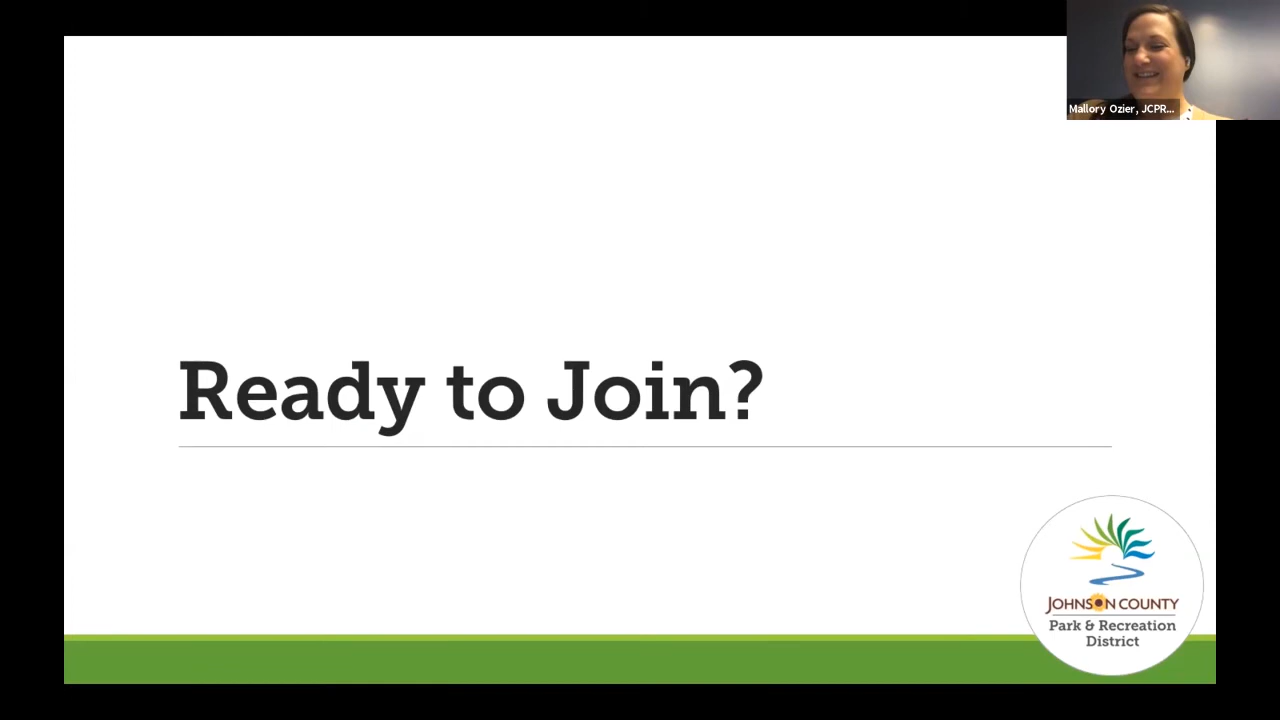 Mallory Ozier, JCPR...
Ready to Join?
JOHNSON COUNTY
Park & Recreation
District